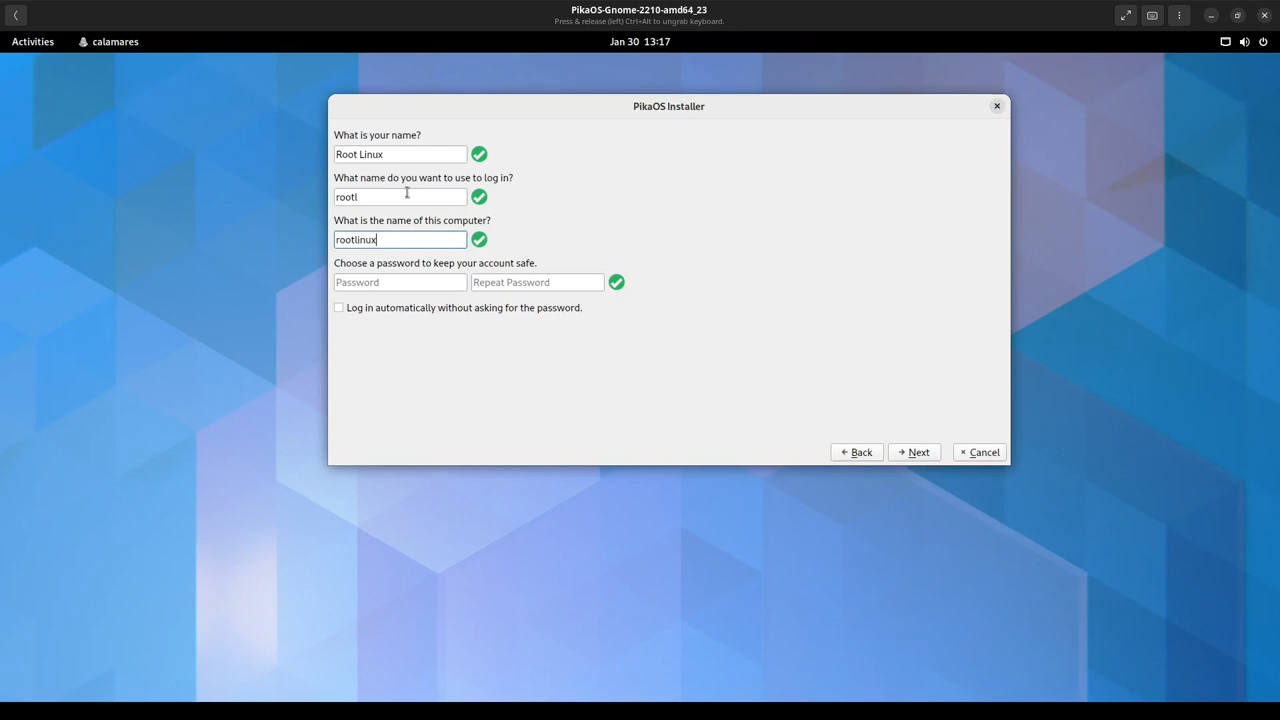 PikaOS-Gnome-2210-amd64_23
Press & release (left) Ctrl+Alt to ungrab keyboard.
Activities calamares Jan 30 13:17
PikaOS Installer
What is your name?
Root Linux
What name do you want to use to log in?
rootl
What is the name of this computer?
rootlinux
Choose a password to keep your account safe.
Password Repeat Password
Log in automatically without asking for the password.
Back Next Cancel